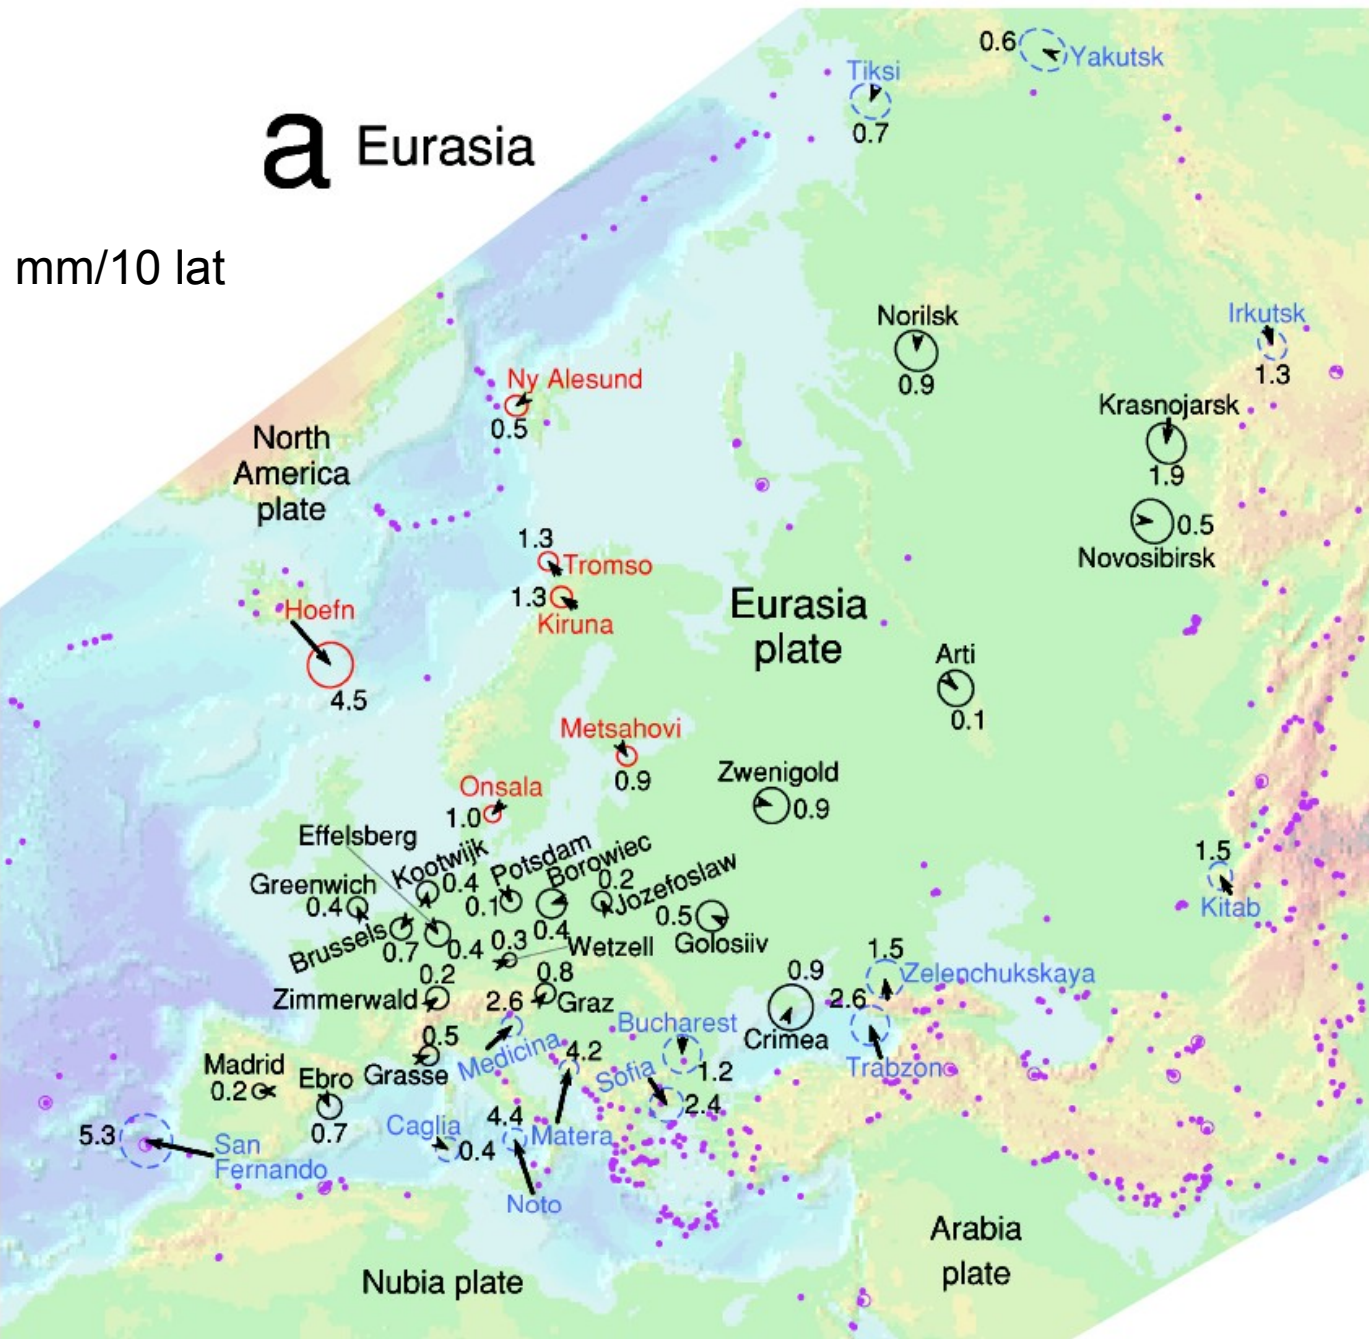 a Eurasia
mm/10 lat
0.6
Yakutsk
Tiksi
0.7
Norilsk
0.9
Irkutsk
1.3
Krasnojarsk
1.9
0.5
Novosibirsk
Ny Alesund
0.5
North
America
plate
1.3
Tromso
1.3
Kiruna
Hoefn
4.5
Eurasia
plate
Arti
0.1
Metsahovi
0.9
Zwenigold
0.9
Onsala
1.0
Effelsberg
Kootwijk
0.4
Potsdam
0.1
Borowiec
0.4
0.2
Jozefoslaw
Greenwich
0.4
Brussels
0.7
0.4
0.3
Wetzell
0.5
Golosiiv
1.5
Kitab
0.2
Zimmerwald
0.8
Graz
2.6
Medicina
0.9
Crimea
1.5
Zelenchukskaya
2.6
Trabzon
Bucharest
1.2
Sofia
2.4
4.2
Matera
0.5
Grasse
Madrid
0.2
Ebro
0.7
Caglia
0.4
4.4
Noto
5.3
San
Fernando
Nubia plate
Arabia
plate